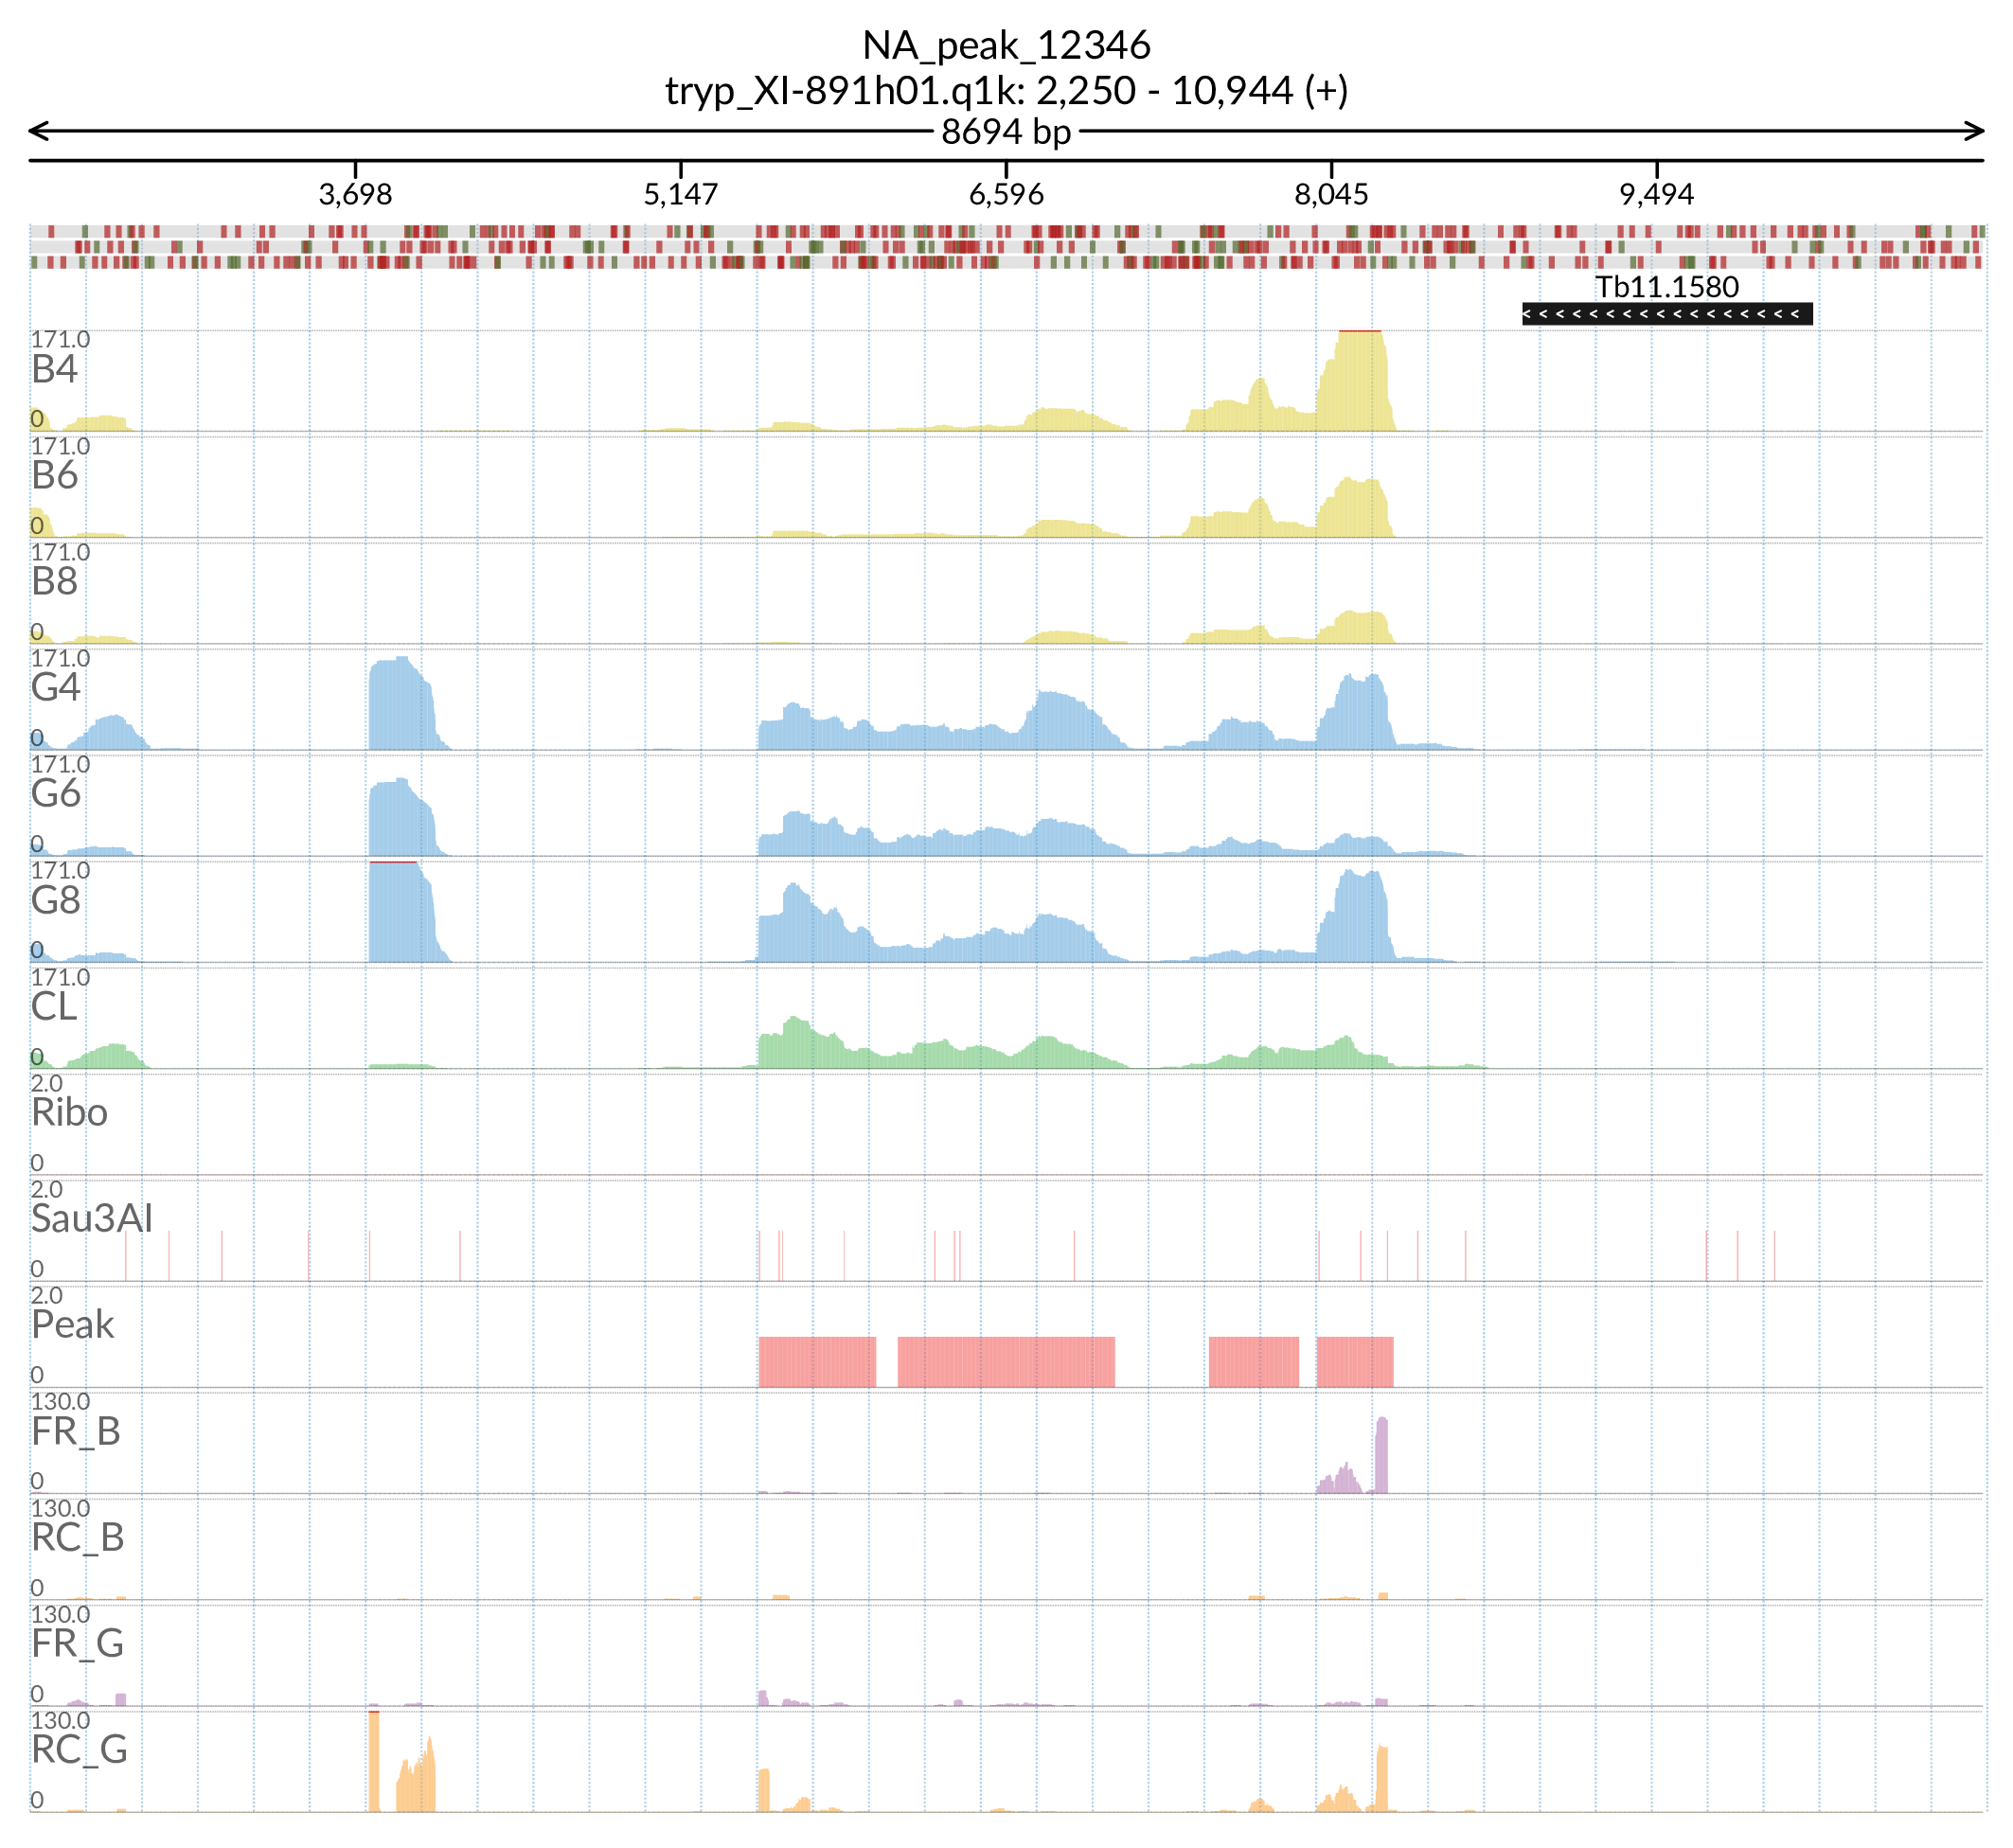 NA_peak_12346
tryp_XI-891h01.q1k: 2,250 - 10,944 (+)
8694 bp
3,698 5,147 6,596 8,045 9,494
Tb11.1580
171.0
B4
0
171.0
B6
0
171.0
B8
0
171.0
G4
0
171.0
G6
0
171.0
G8
0
171.0
CL
0
2.0
Ribo
0
2.0
Sau3AI
0
2.0
Peak
0
130.0
FR_B
0
130.0
RC_B
0
130.0
FR_G
0
130.0
RC_G
0